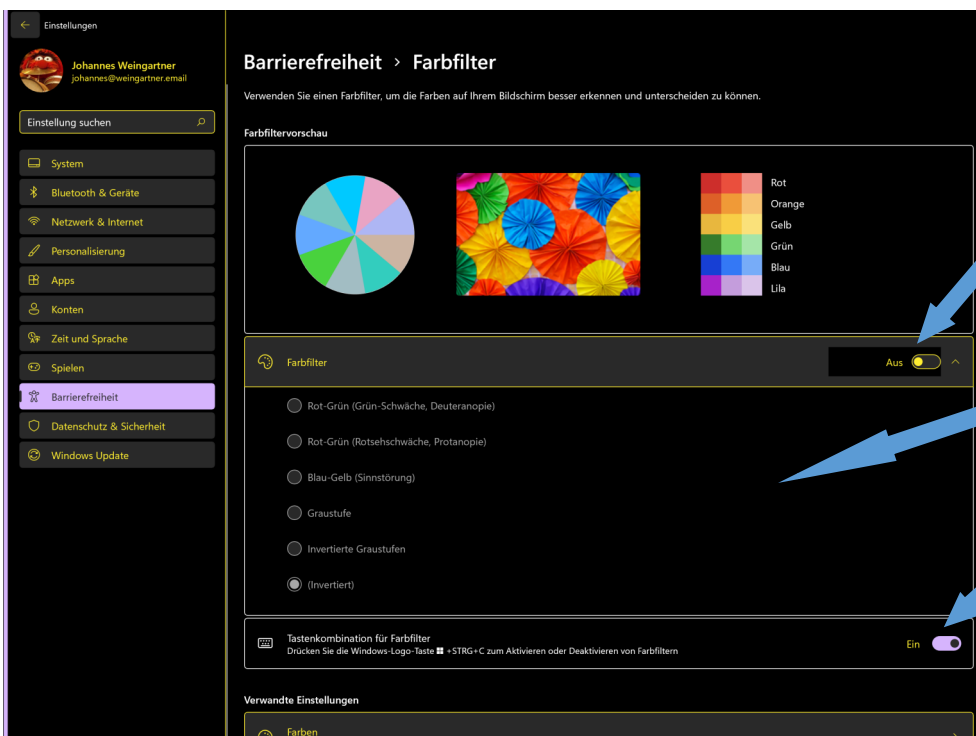 Einstellungen
Johannes Weingartner
johannes@weingartner.email
Einstellung suchen
System
Bluetooth & Geräte
Netzwerk & Internet
Personalisierung
Apps
Konten
Zeit und Sprache
Spielen
Barrierefreiheit
Datenschutz & Sicherheit
Windows Update
Barrierefreiheit > Farbfilter
Verwenden Sie einen Farbfilter, um die Farben auf Ihrem Bildschirm besser erkennen und unterscheiden zu können.
Farbfiltervorschau
Rot
Orange
Gelb
Grün
Blau
Lila
Farbfilter
Aus
Rot-Grün (Grün-Schwäche, Deuteranopie)
Rot-Grün (Rotsehschwäche, Protanopie)
Blau-Gelb (Sinnstörung)
Graustufe
Invertierte Graustufen
(Invertiert)
Tastenkombination für Farbfilter
Ein
Drücken Sie die Windows-Logo-Taste +STRG+C zum Aktivieren oder Deaktivieren von Farbfiltern
Verwandte Einstellungen
Farben